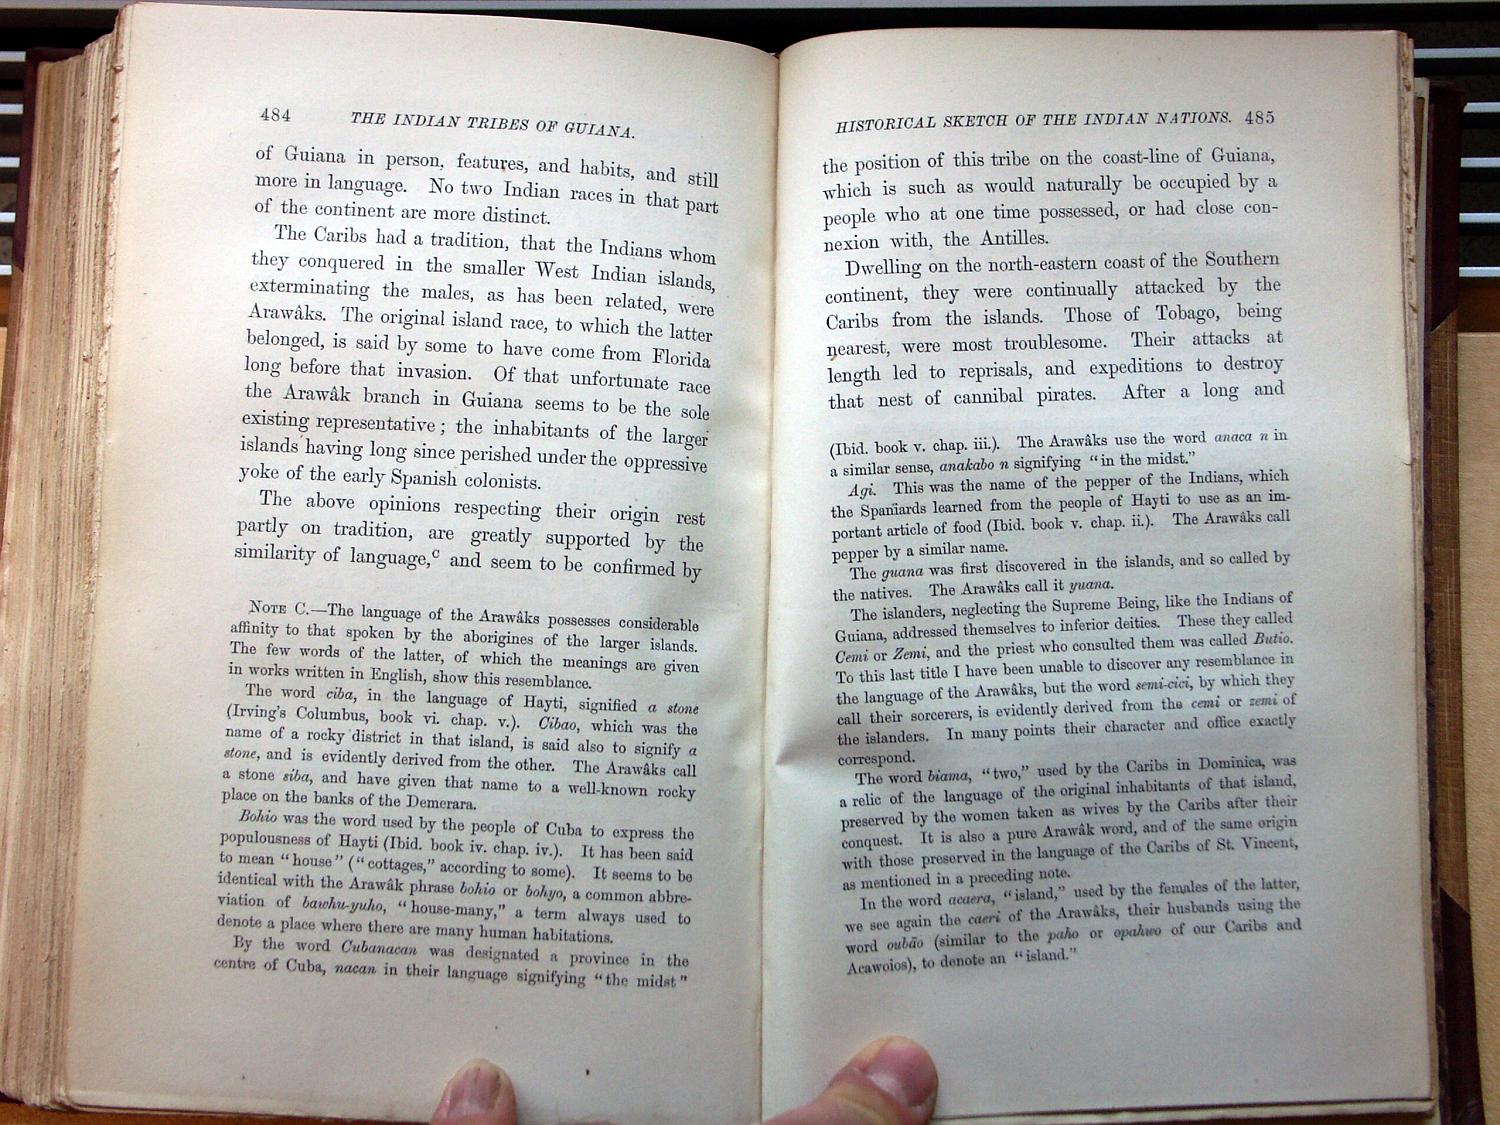 484 THE INDIAN TRIBES OF GUIANA.
of Guiana in person, features, and habits, and still
more in language. No two Indian races in that part
of the continent are more distinct.
The Caribs had a tradition, that the Indians whom
they conquered in the smaller West Indian islands,
exterminating the males, as has been related, were
Arawâks. The original island race, to which the latter
belonged, is said by some to have come from Florida
long before that invasion. Of that unfortunate race
the Arawâk branch in Guiana seems to be the sole
existing representative; the inhabitants of the larger
islands having long since perished under the oppressive
yoke of the early Spanish colonists.
The above opinions respecting their origin rest
partly on tradition, are greatly supported by the
similarity of language,ᶜ and seem to be confirmed by
NOTE C.—The language of the Arawâks possesses considerable
affinity to that spoken by the aborigines of the larger islands.
The few words of the latter, of which the meanings are given
in works written in English, show this resemblance.
The word ciba, in the language of Hayti, signified a stone
(Irving's Columbus, book vi. chap. v.). Cibao, which was the
name of a rocky district in that island, is said also to signify a
stone, and is evidently derived from the other. The Arawâks call
a stone siba, and have given that name to a well-known rocky
place on the banks of the Demerara.
Bohio was the word used by the people of Cuba to express the
populousness of Hayti (Ibid. book iv. chap. iv.). It has been said
to mean "house" ("cottages," according to some). It seems to be
identical with the Arawâk phrase bohio or bohyo, a common abbre-
viation of bawhu-yuho, "house-many," a term always used to
denote a place where there are many human habitations.
By the word Cubanacan was designated a province in the
centre of Cuba, nacan in their language signifying "the midst"
HISTORICAL SKETCH OF THE INDIAN NATIONS. 485
the position of this tribe on the coast-line of Guiana,
which is such as would naturally be occupied by a
people who at one time possessed, or had close con-
nexion with, the Antilles.
Dwelling on the north-eastern coast of the Southern
continent, they were continually attacked by the
Caribs from the islands. Those of Tobago, being
nearest, were most troublesome. Their attacks at
length led to reprisals, and expeditions to destroy
that nest of cannibal pirates. After a long and
(Ibid. book v. chap. iii.). The Arawâks use the word anaca n in
a similar sense, anakabo n signifying "in the midst."
Agi. This was the name of the pepper of the Indians, which
the Spaniards learned from the people of Hayti to use as an im-
portant article of food (Ibid. book v. chap. ii.). The Arawâks call
pepper by a similar name.
The guana was first discovered in the islands, and so called by
the natives. The Arawâks call it yuana.
The islanders, neglecting the Supreme Being, like the Indians of
Guiana, addressed themselves to inferior deities. These they called
Cemi or Zemi, and the priest who consulted them was called Butio.
To this last title I have been unable to discover any resemblance in
the language of the Arawâks, but the word semi-cici, by which they
call their sorcerers, is evidently derived from the cemi or zemi of
the islanders. In many points their character and office exactly
correspond.
The word biama, "two," used by the Caribs in Dominica, was
a relic of the language of the original inhabitants of that island,
preserved by the women taken as wives by the Caribs after their
conquest. It is also a pure Arawâk word, and of the same origin
with those preserved in the language of the Caribs of St. Vincent,
as mentioned in a preceding note.
In the word acaera, "island," used by the females of the latter,
we see again the caeri of the Arawâks, their husbands using the
word oubāo (similar to the paho or opahwo of our Caribs and
Acawoios), to denote an "island."